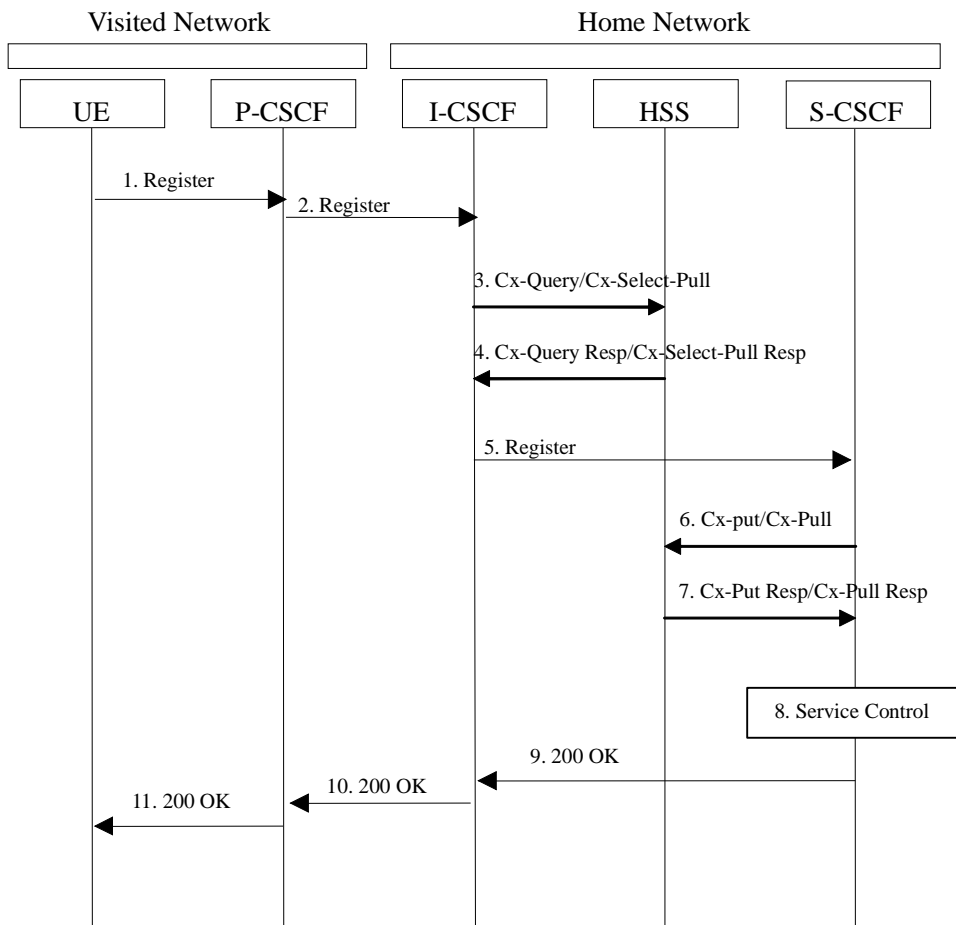 Visited Network
Home Network
UE
P-CSCF
I-CSCF
HSS
S-CSCF
1. Register
2. Register
3. Cx-Query/Cx-Select-Pull
4. Cx-Query Resp/Cx-Select-Pull Resp
5. Register
6. Cx-put/Cx-Pull
7. Cx-Put Resp/Cx-Pull Resp
8. Service Control
9. 200 OK
10. 200 OK
11. 200 OK